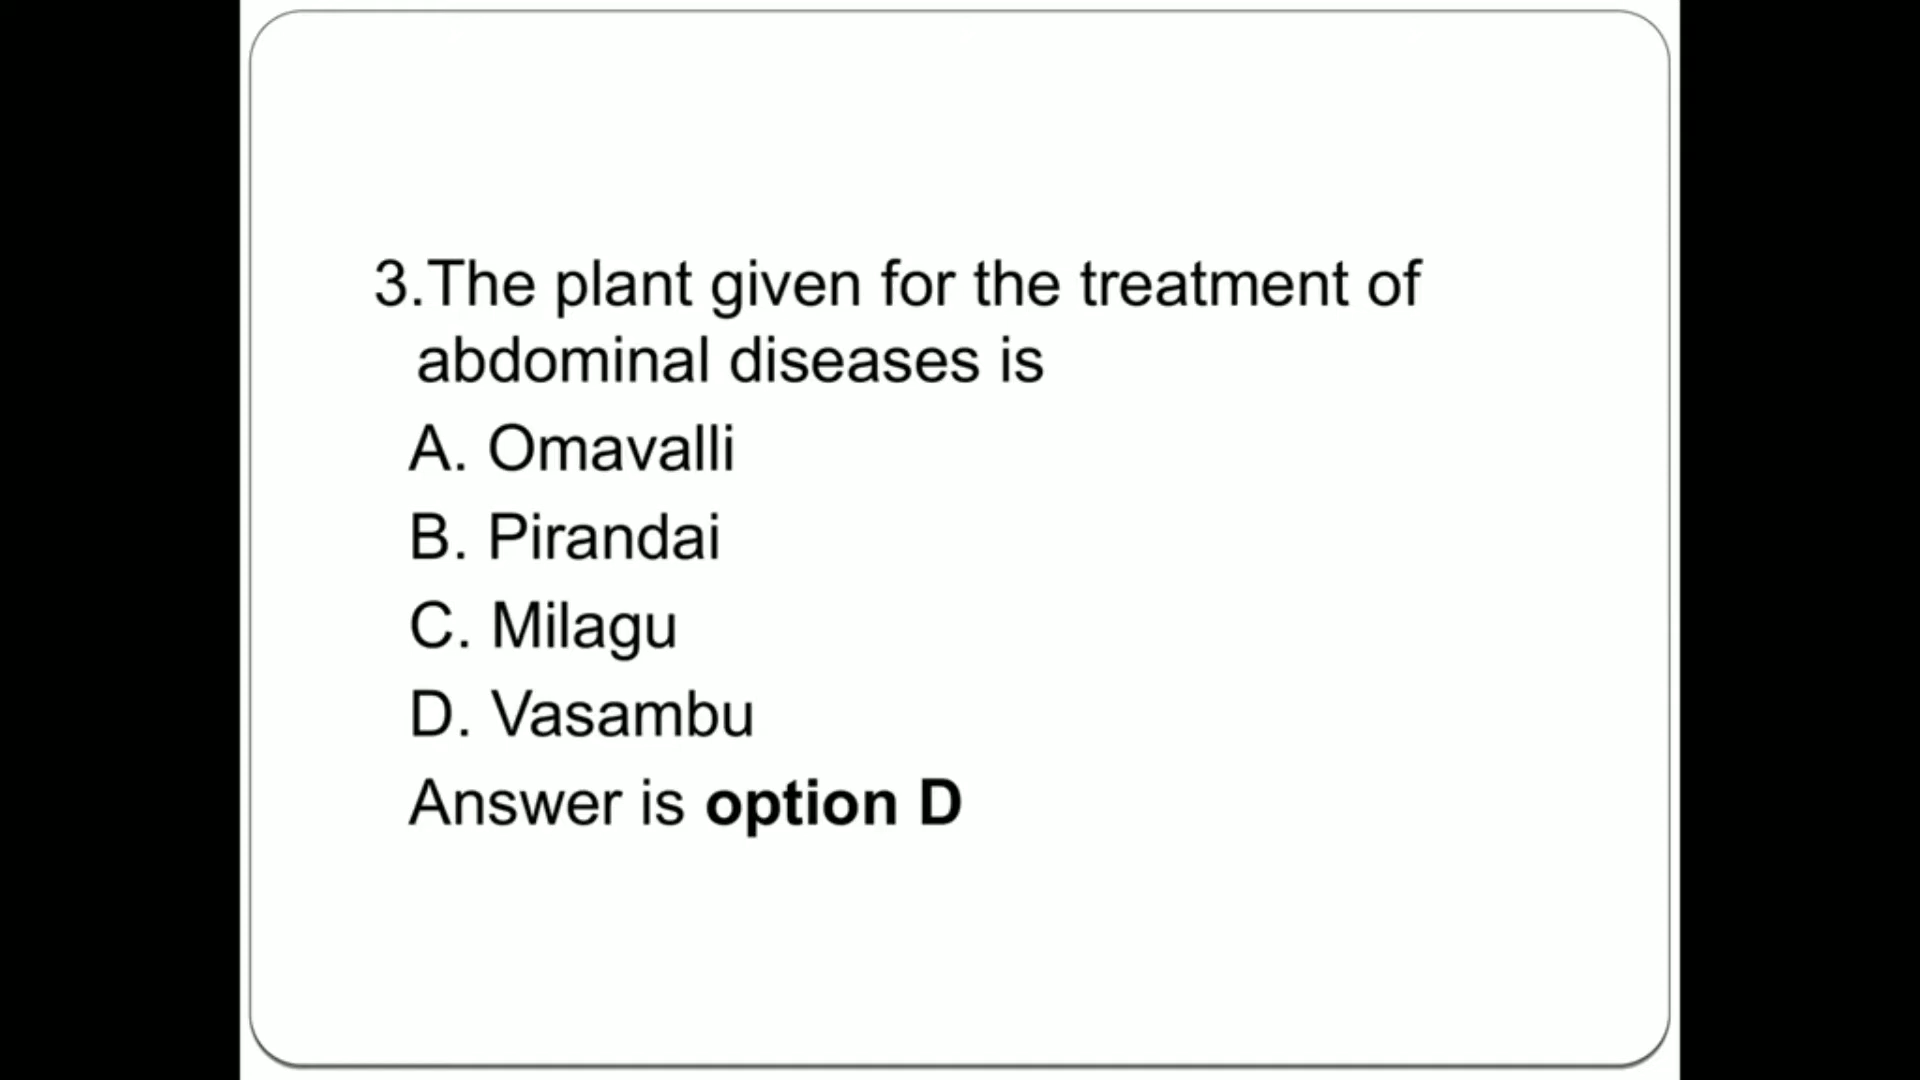 3.The plant given for the treatment of
abdominal diseases is
A. Omavalli
B. Pirandai
C. Milagu
D. Vasambu
Answer is option D